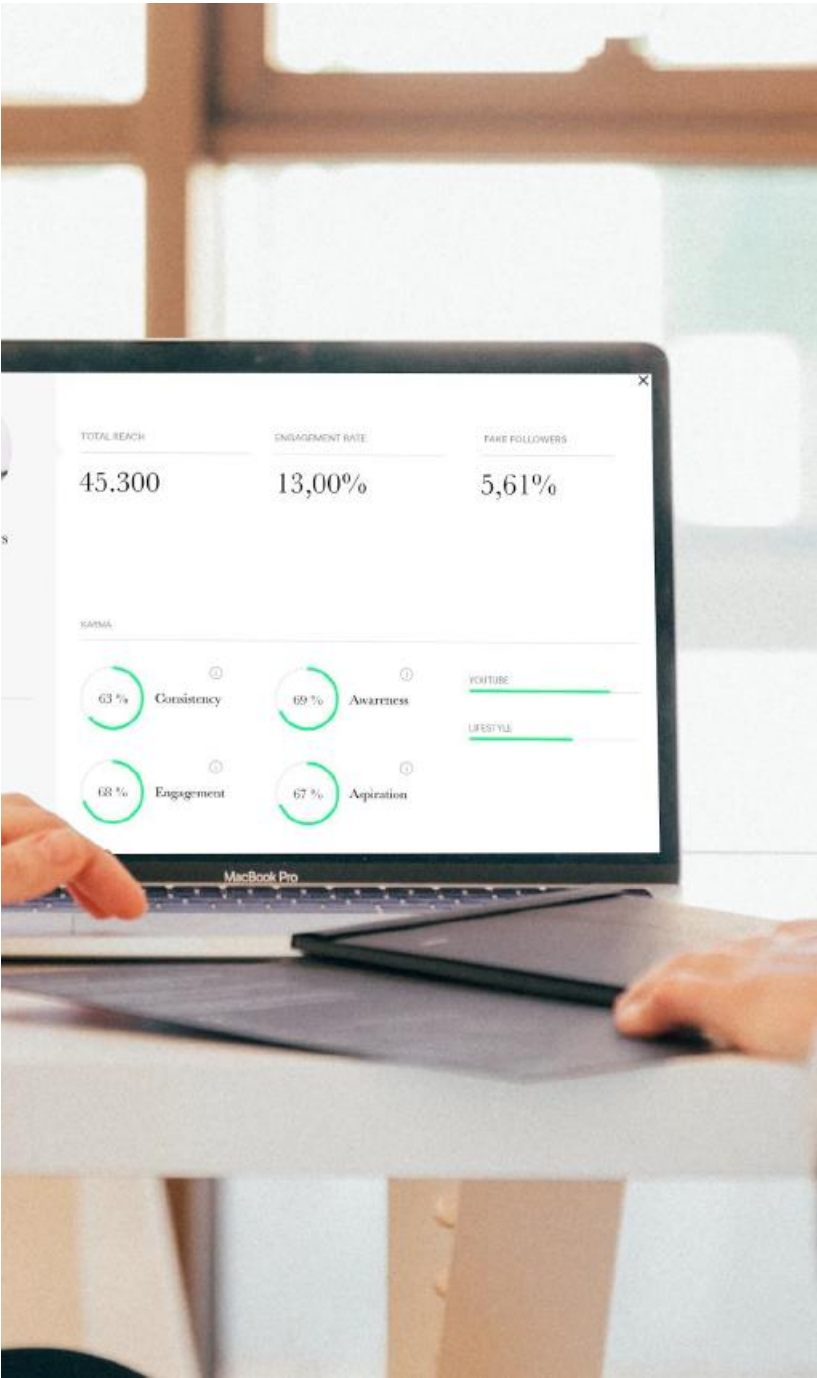 TOTAL REACH
ENGAGEMENT RATE
FAKE FOLLOWERS
45.300
13,00%
5,61%
s
KARMA
63 %
Consistency
69 %
Awareness
YOUTUBE
LIFESTYLE
68 %
Engagement
67 %
Aspiration
MacBook Pro